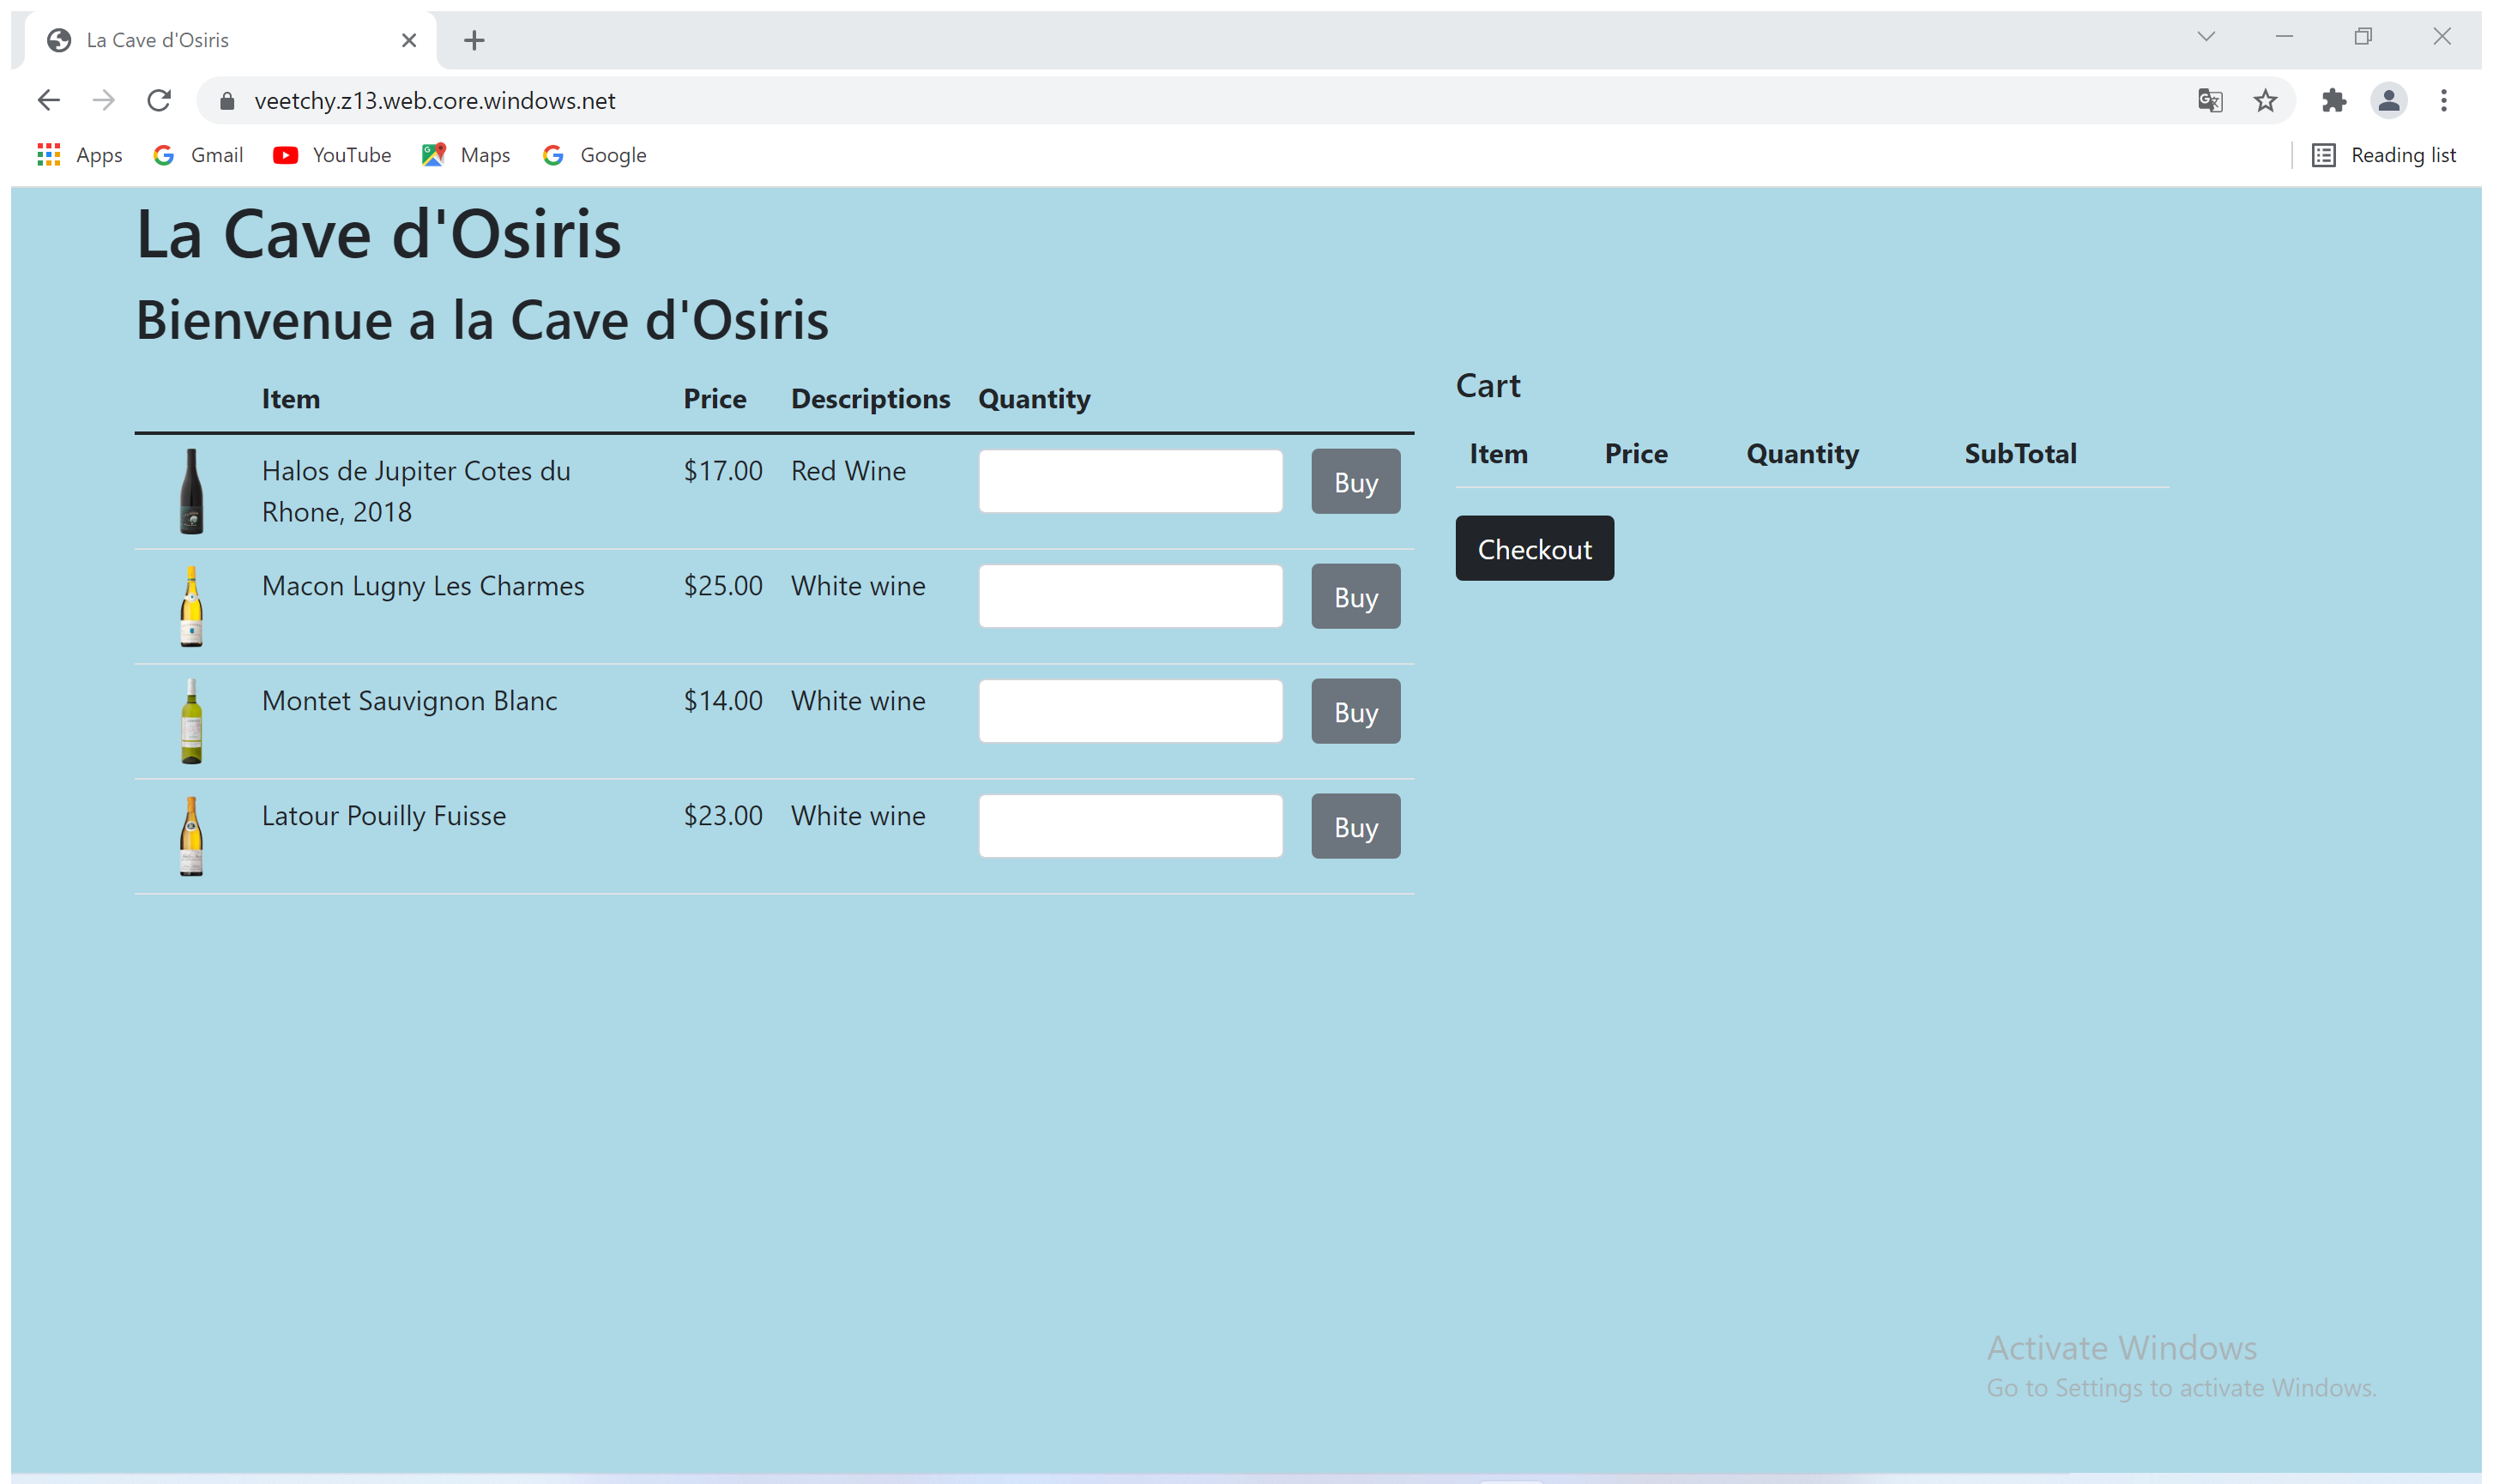 La Cave d'Osiris
veetchy.z13.web.core.windows.net
Apps Gmail YouTube Maps Google Reading list
La Cave d'Osiris
Bienvenue a la Cave d'Osiris
Item Price Descriptions Quantity
Halos de Jupiter Cotes du
Rhone, 2018
$17.00 Red Wine Buy
Macon Lugny Les Charmes $25.00 White wine Buy
Montet Sauvignon Blanc $14.00 White wine Buy
Latour Pouilly Fuisse $23.00 White wine Buy
Cart
Item Price Quantity SubTotal
Checkout
Activate Windows
Go to Settings to activate Windows.